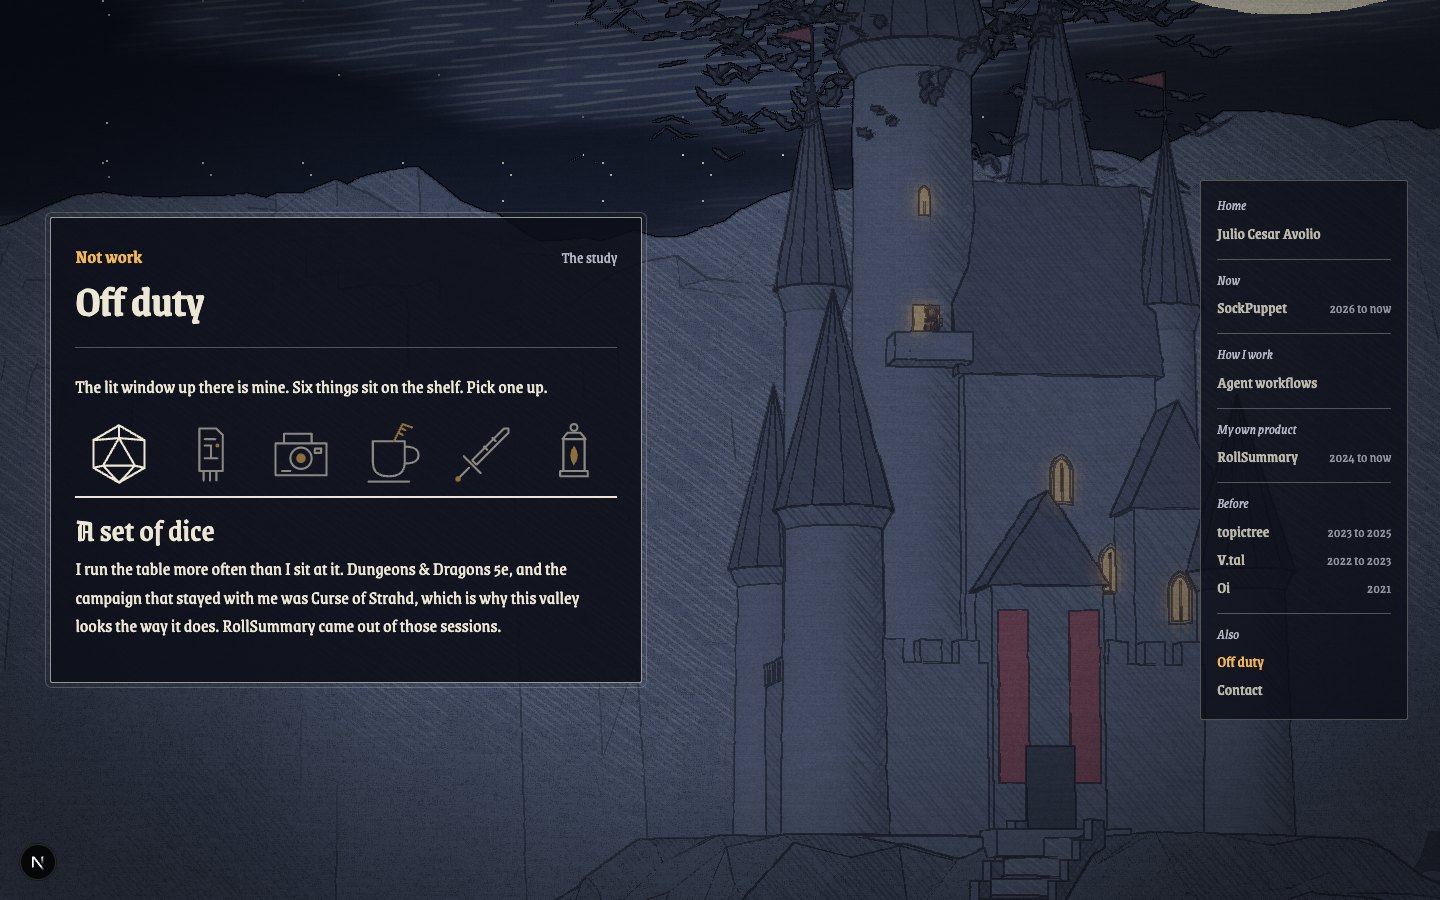 Not work
The study
Off duty
The lit window up there is mine. Six things sit on the shelf. Pick one up.
A set of dice
I run the table more often than I sit at it. Dungeons & Dragons 5e, and the
campaign that stayed with me was Curse of Strahd, which is why this valley
looks the way it does. RollSummary came out of those sessions.
Home
Julio Cesar Avolio
Now
SockPuppet 2026 to now
How I work
Agent workflows
My own product
RollSummary 2024 to now
Before
topictree 2023 to 2025
V.tal 2022 to 2023
Oi 2021
Also
Off duty
Contact
N